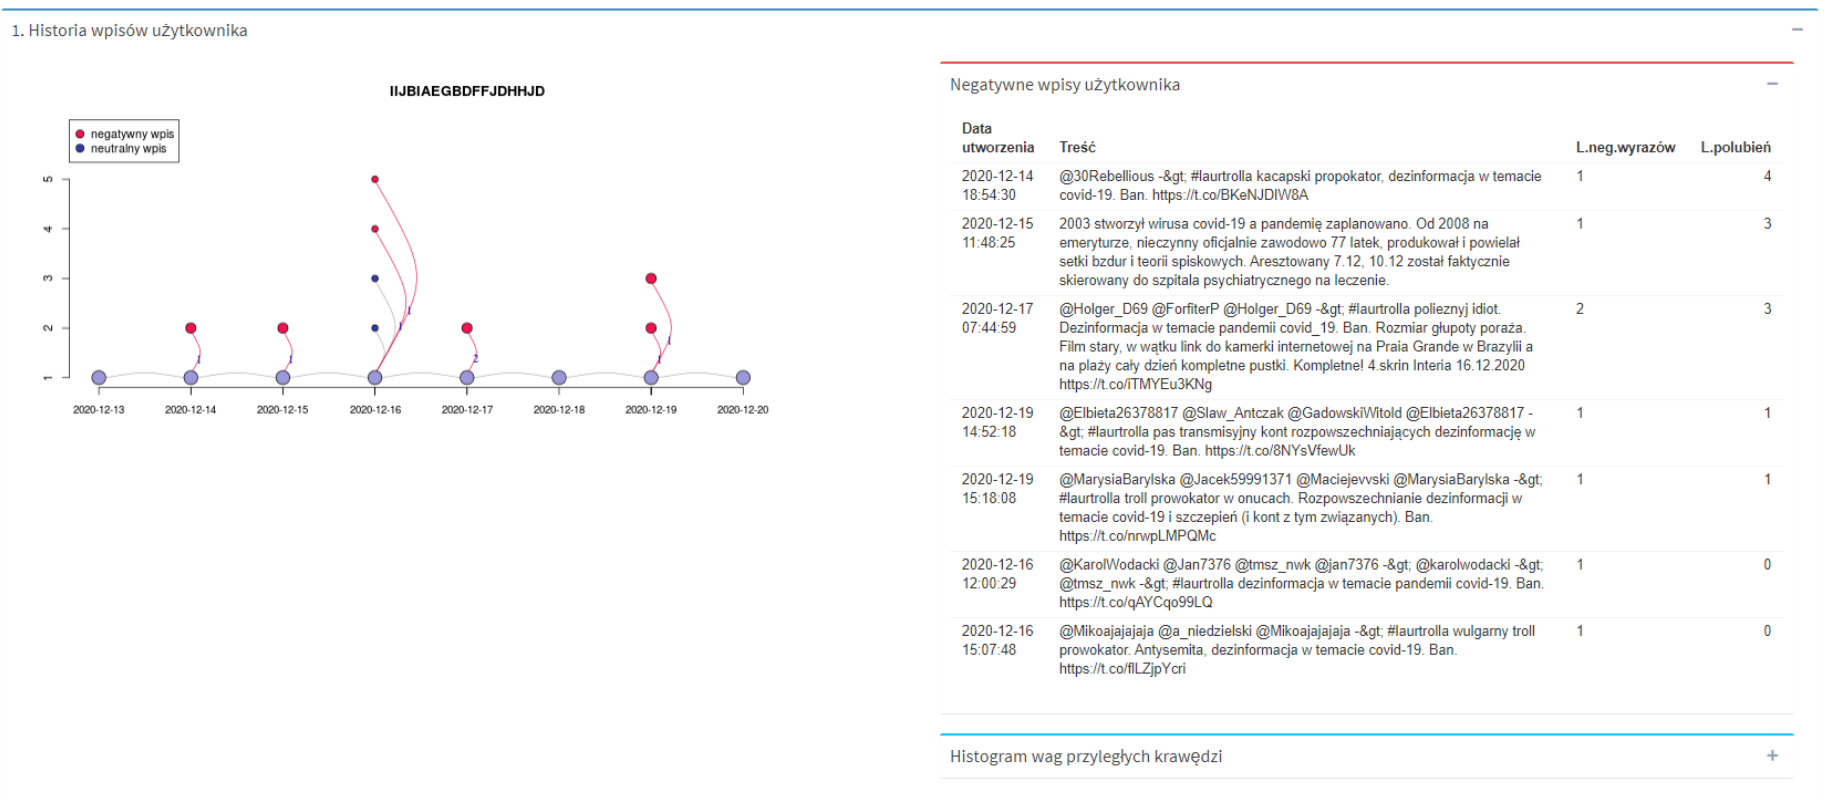 1. Historia wpisów użytkownika
IIJBIAEGBDFFJDHHJD
negatywny wpis
neutralny wpis
5
4
3
2
1
1
1
1
1
2
1
1
2020-12-13
2020-12-14
2020-12-15
2020-12-16
2020-12-17
2020-12-18
2020-12-19
2020-12-20
Negatywne wpisy użytkownika
Data
utworzenia Treść L.neg.wyrazów L.polubień
2020-12-14 @30Rebellious -&gt; #laurtrolla kacapski propokator, dezinformacja w temacie 1 4
18:54:30 covid-19. Ban. https://t.co/BKeNJDIW8A
2020-12-15 2003 stworzył wirusa covid-19 a pandemię zaplanowano. Od 2008 na 1 3
11:48:25 emeryturze, nieczynny oficjalnie zawodowo 77 latek, produkował i powielał
setki bzdur i teorii spiskowych. Aresztowany 7.12, 10.12 został faktycznie
skierowany do szpitala psychiatrycznego na leczenie.
2020-12-17 @Holger_D69 @ForfiterP @Holger_D69 -&gt; #laurtrolla polieznyj idiot. 2 3
07:44:59 Dezinformacja w temacie pandemii covid_19. Ban. Rozmiar głupoty poraża.
Film stary, w wątku link do kamerki internetowej na Praia Grande w Brazylii a
na plaży cały dzień kompletne pustki. Kompletne! 4.skrin Interia 16.12.2020
https://t.co/iTMYEu3KNg
2020-12-19 @Elbieta26378817 @Slaw_Antczak @GadowskiWitold @Elbieta26378817 - 1 1
14:52:18 &gt; #laurtrolla pas transmisyjny kont rozpowszechniających dezinformację w
temacie covid-19. Ban. https://t.co/8NYsVfewUk
2020-12-19 @MarysiaBarylska @Jacek59991371 @Maciejevvski @MarysiaBarylska -&gt; 1 1
15:18:08 #laurtrolla troll prowokator w onucach. Rozpowszechnianie dezinformacji w
temacie covid-19 i szczepień (i kont z tym związanych). Ban.
https://t.co/nrwpLMPQMc
2020-12-16 @KarolWodacki @Jan7376 @tmsz_nwk @jan7376 -&gt; @karolwodacki -&gt; 1 0
12:00:29 @tmsz_nwk -&gt; #laurtrolla dezinformacja w temacie pandemii covid-19. Ban.
https://t.co/qAYCqo99LQ
2020-12-16 @Mikoajajajaja @a_niedzielski @Mikoajajajaja -&gt; #laurtrolla wulgarny troll 1 0
15:07:48 prowokator. Antysemita, dezinformacja w temacie covid-19. Ban.
https://t.co/flLZjpYcri
Histogram wag przyległych krawędzi